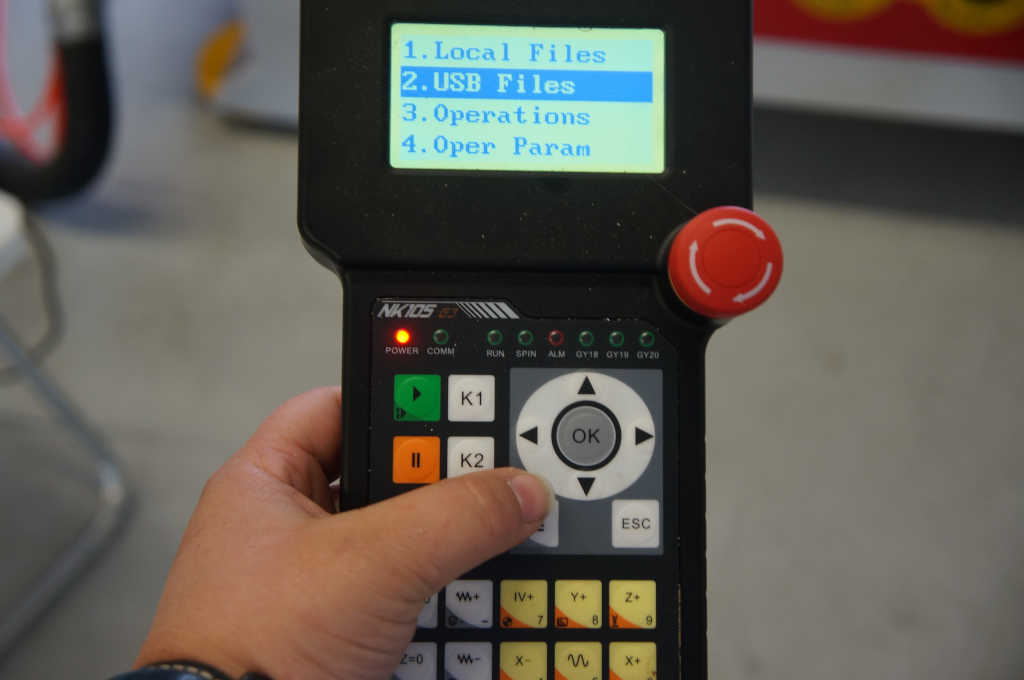 1.Local Files
2.USB Files
3.Operations
4.Oper Param
NK105 G3
POWER COMM RUN SPIN ALM GY18 GY19 GY20
K1
OK
K2
ESC
+ IV+ Y+ Z+
- 7 8 9
Z=0 - X- X+